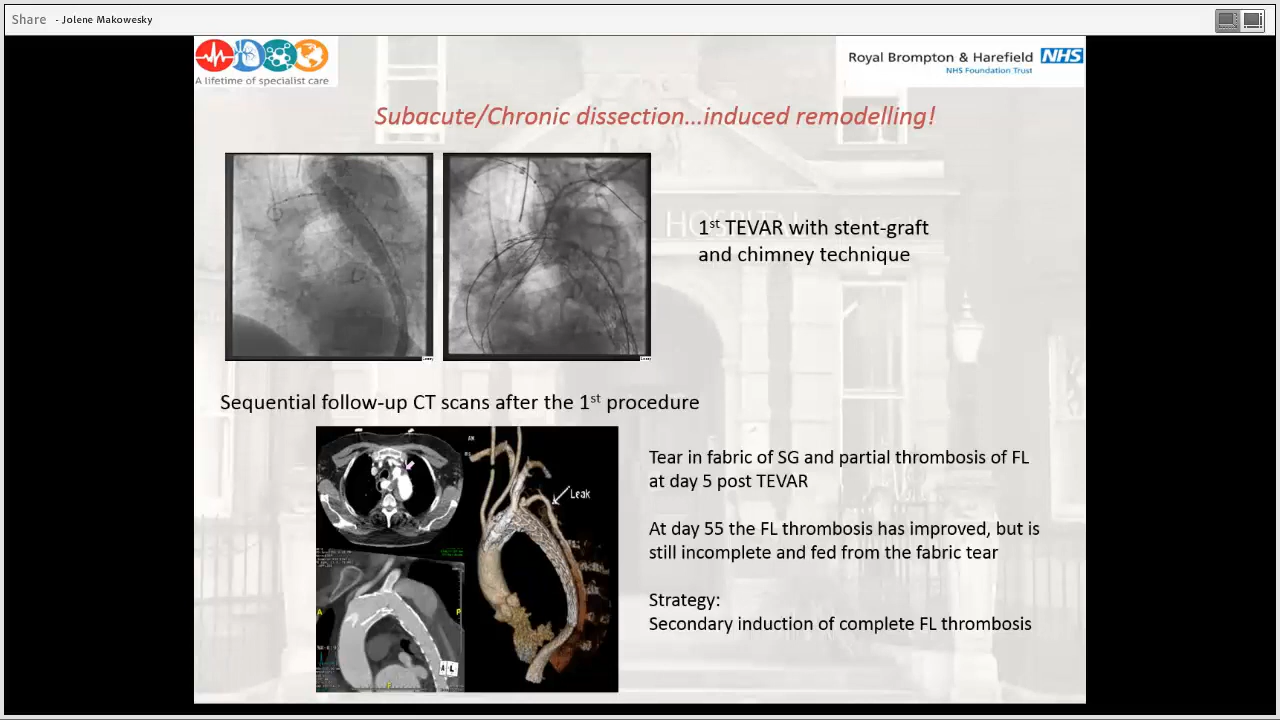 Share - Jolene Makowesky
A lifetime of specialist care
Royal Brompton & Harefield NHS
NHS Foundation Trust
Subacute/Chronic dissection...induced remodelling!
HOSPITAL
1st TEVAR with stent-graft
and chimney technique
Sequential follow-up CT scans after the 1st procedure
Leak
A
P
A L
Tear in fabric of SG and partial thrombosis of FL
at day 5 post TEVAR
At day 55 the FL thrombosis has improved, but is
still incomplete and fed from the fabric tear
Strategy:
Secondary induction of complete FL thrombosis